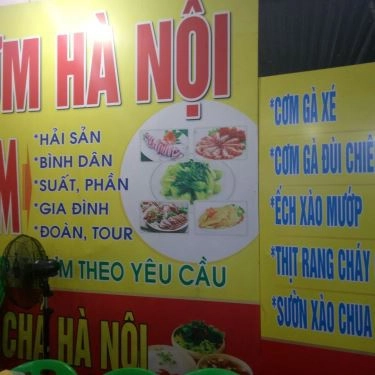 CƠM HÀ NỘI
*HẢI SẢN
*BÌNH DÂN
*SUẤT, PHẦN
*GIA ĐÌNH
*ĐOÀN, TOUR
THEO YÊU CẦU
CHẢ HÀ NỘI
*CƠM GÀ XÉ
*CƠM GÀ ĐÙI CHIÊ
*ẾCH XÀO MƯỚP
*THỊT RANG CHÁY
*SƯỜN XÀO CHUA